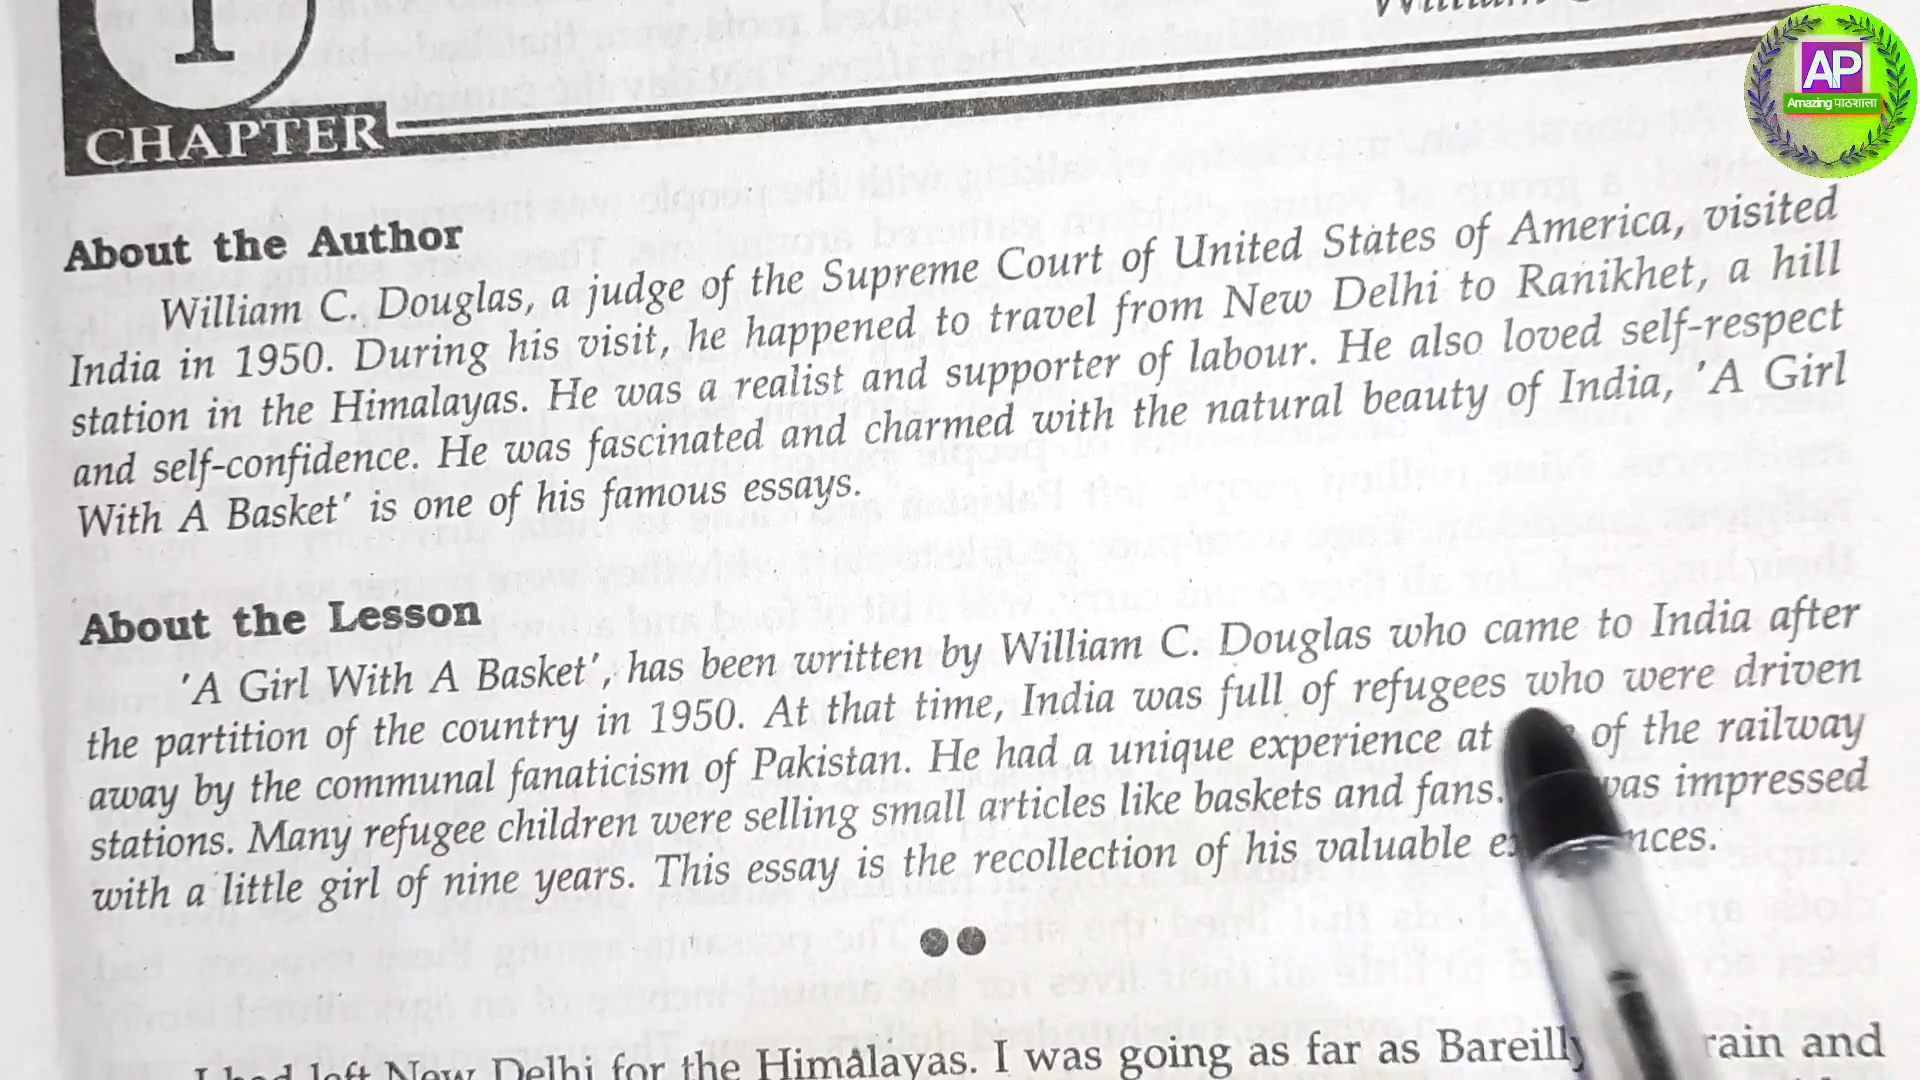 1
William
AP
Amazing पाठशाला
CHAPTER
About the Author
William C. Douglas, a judge of the Supreme Court of United States of America, visited
India in 1950. During his visit, he happened to travel from New Delhi to Ranikhet, a hill
station in the Himalayas. He was a realist and supporter of labour. He also loved self-respect
and self-confidence. He was fascinated and charmed with the natural beauty of India, 'A Girl
With A Basket' is one of his famous essays.
About the Lesson
'A Girl With A Basket', has been written by William C. Douglas who came to India after
the partition of the country in 1950. At that time, India was full of refugees who were driven
away by the communal fanaticism of Pakistan. He had a unique experience at of the railway
stations. Many refugee children were selling small articles like baskets and fans. was impressed
with a little girl of nine years. This essay is the recollection of his valuable
I had left New Delhi for the Himalayas. I was going as far as Bareilly and